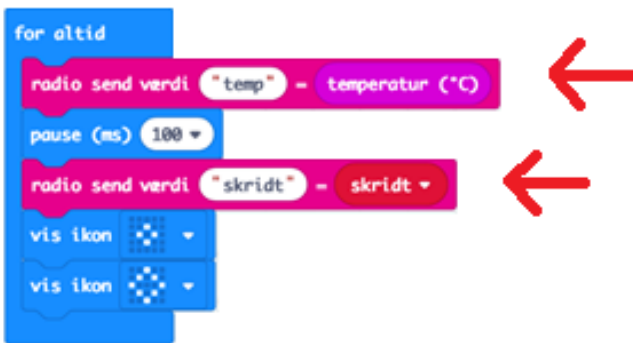 for altid
radio send værdi "temp" = temperatur (°C)
pause (ms) 100
radio send værdi "skridt" = skridt
vis ikon
vis ikon